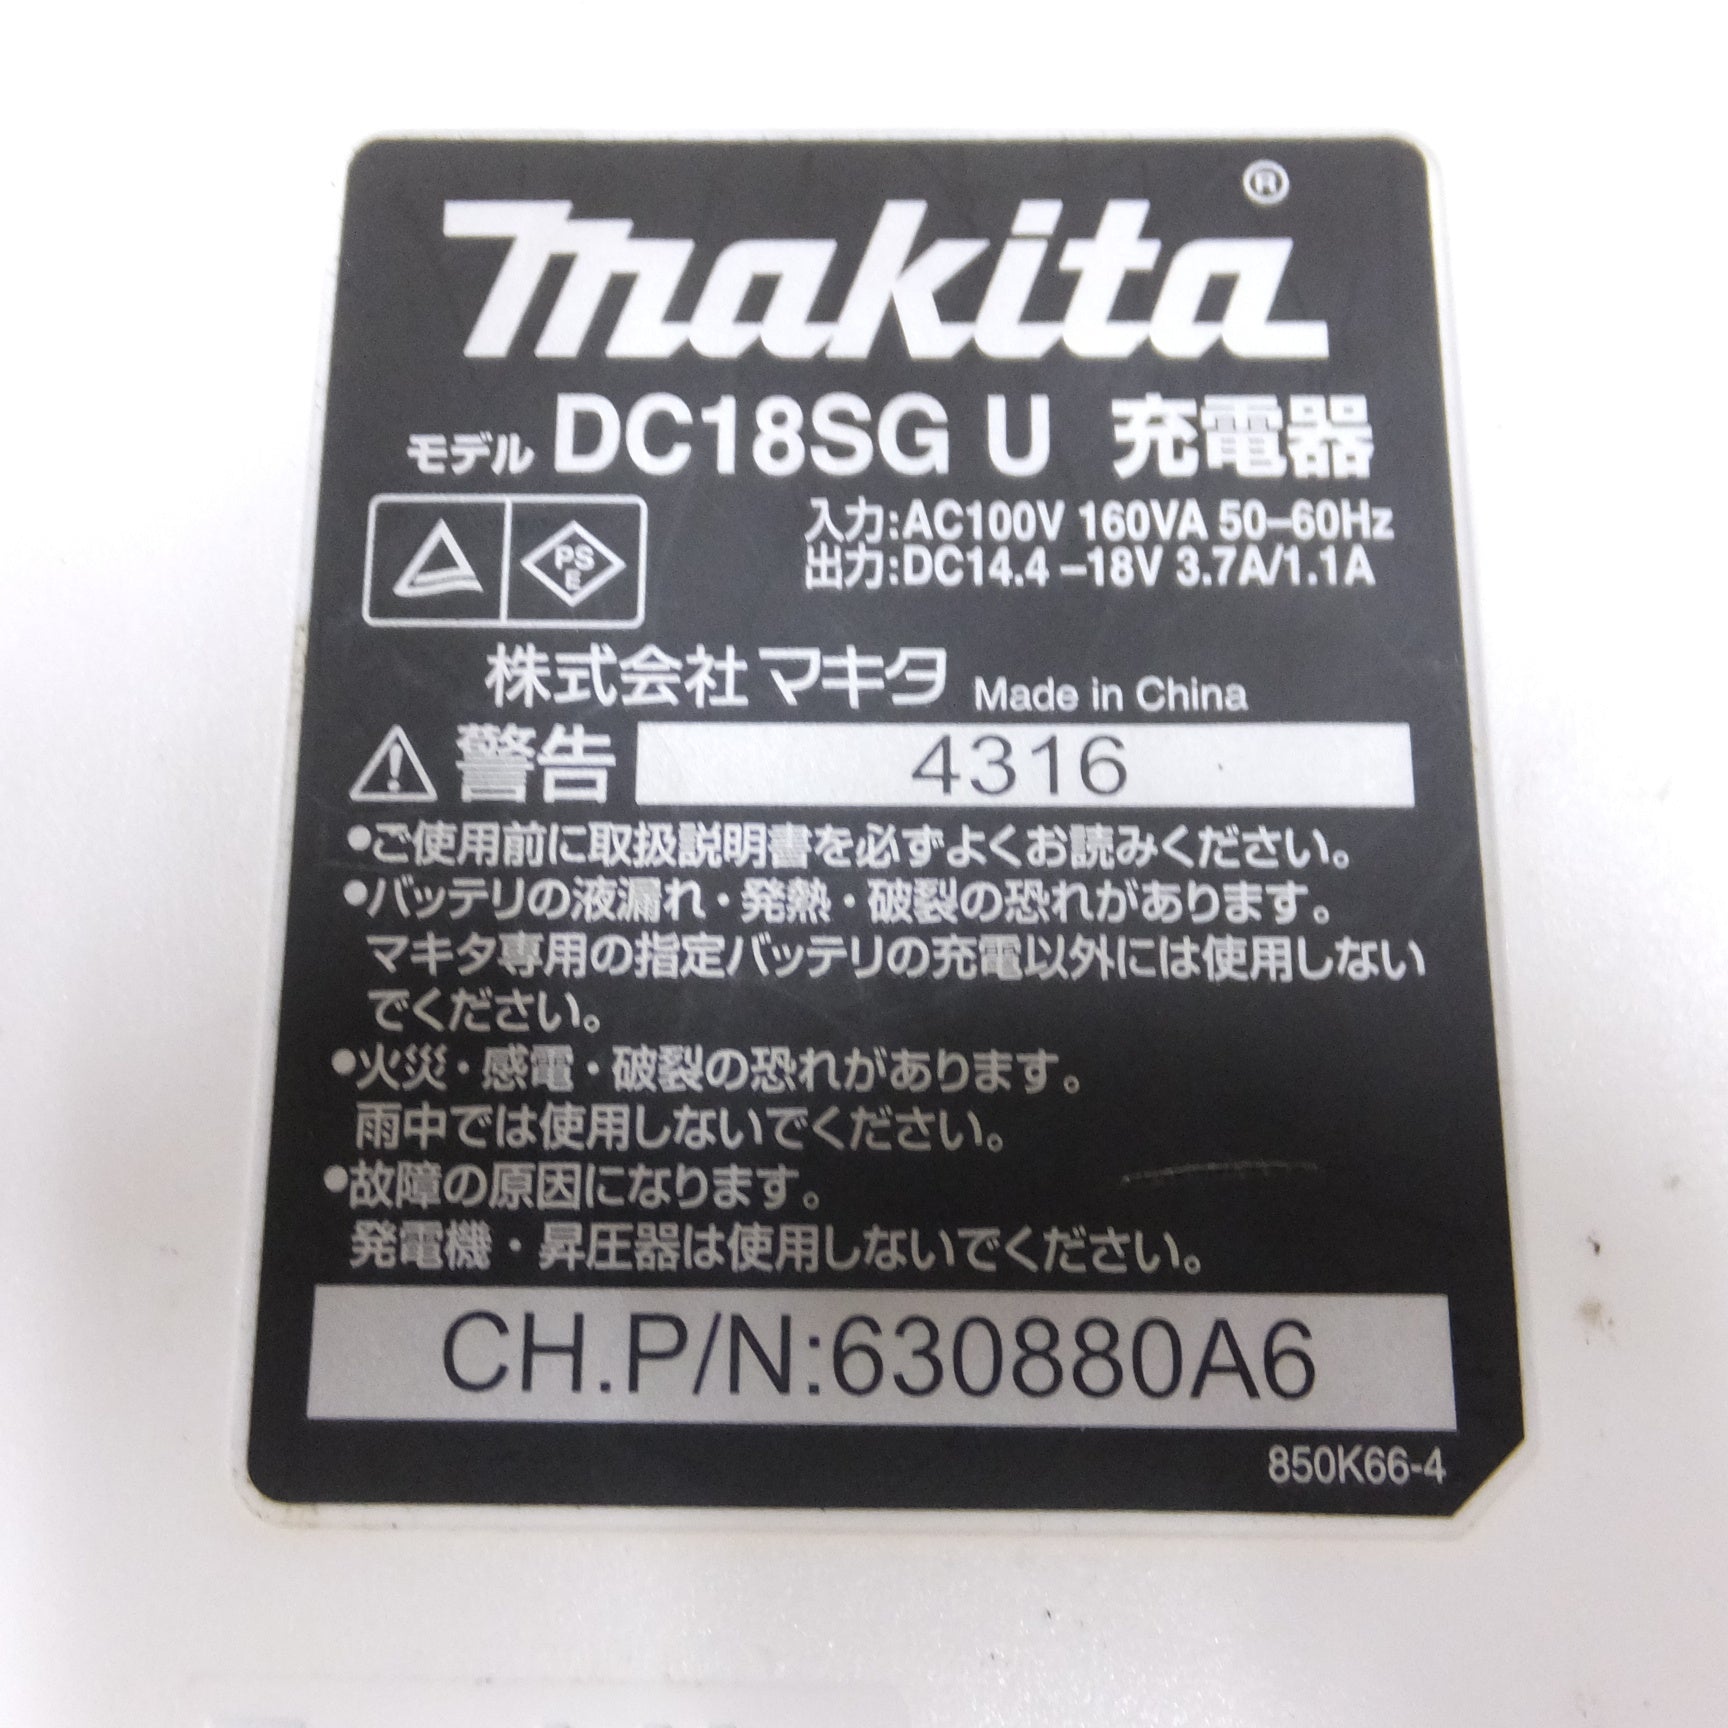 makita®
モデル DC18SG U 充電器
入力:AC100V 160VA 50–60Hz
出力:DC14.4–18V 3.7A/1.1A
PS
E
株式会社マキタ Made in China
警告 4316
●ご使用前に取扱説明書を必ずよくお読みください。
●バッテリの液漏れ・発熱・破裂の恐れがあります。
マキタ専用の指定バッテリの充電以外には使用しない
でください。
●火災・感電・破裂の恐れがあります。
雨中では使用しないでください。
●故障の原因になります。
発電機・昇圧器は使用しないでください。
CH.P/N:630880A6
850K66-4